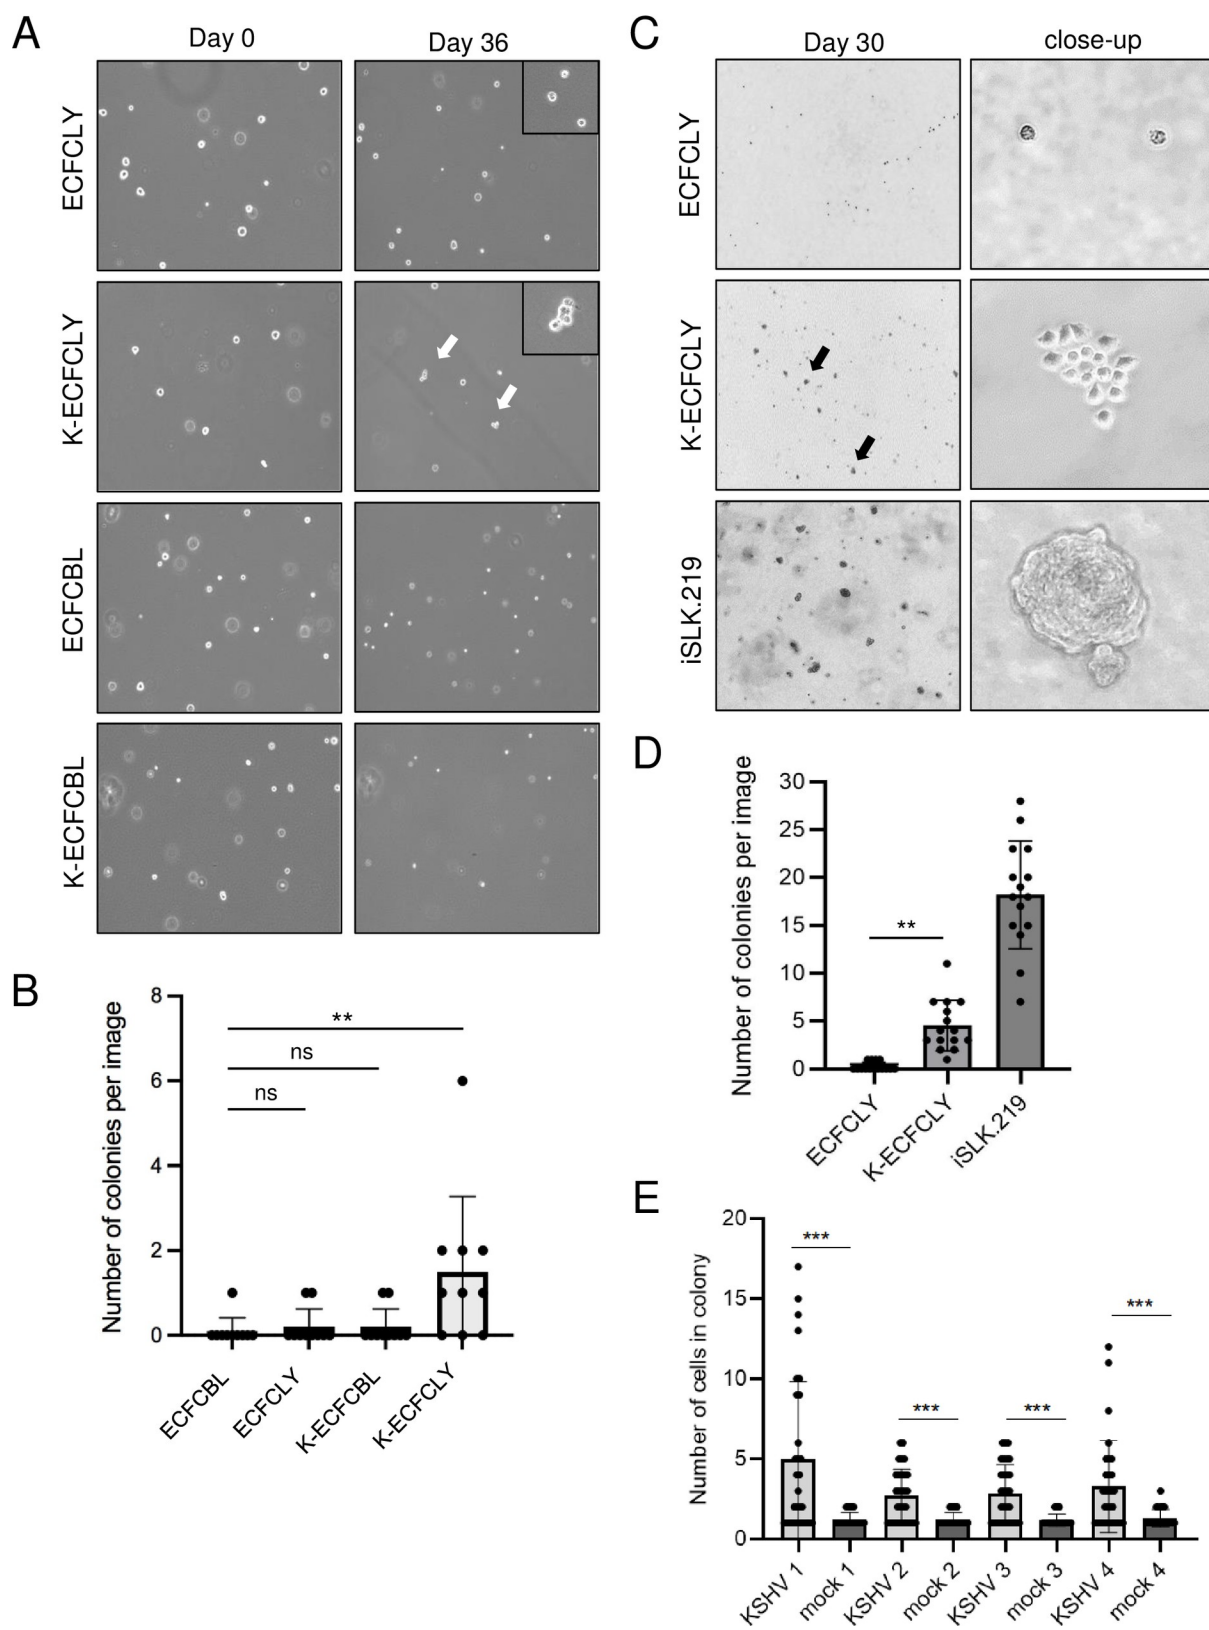 A
Day 0
Day 36
ECFCLY
K-ECFCLY
ECFCBL
K-ECFCBL
B
Number of colonies per image
8
6
4
2
0
**
ns
ns
ECFCBL
ECFCLY
K-ECFCBL
K-ECFCLY
C
Day 30
close-up
ECFCLY
K-ECFCLY
iSLK.219
D
Number of colonies per image
30
25
20
15
10
5
0
**
ECFCLY
K-ECFCLY
iSLK.219
E
Number of cells in colony
20
15
10
5
0
***
***
***
***
KSHV 1
mock 1
KSHV 2
mock 2
KSHV 3
mock 3
KSHV 4
mock 4